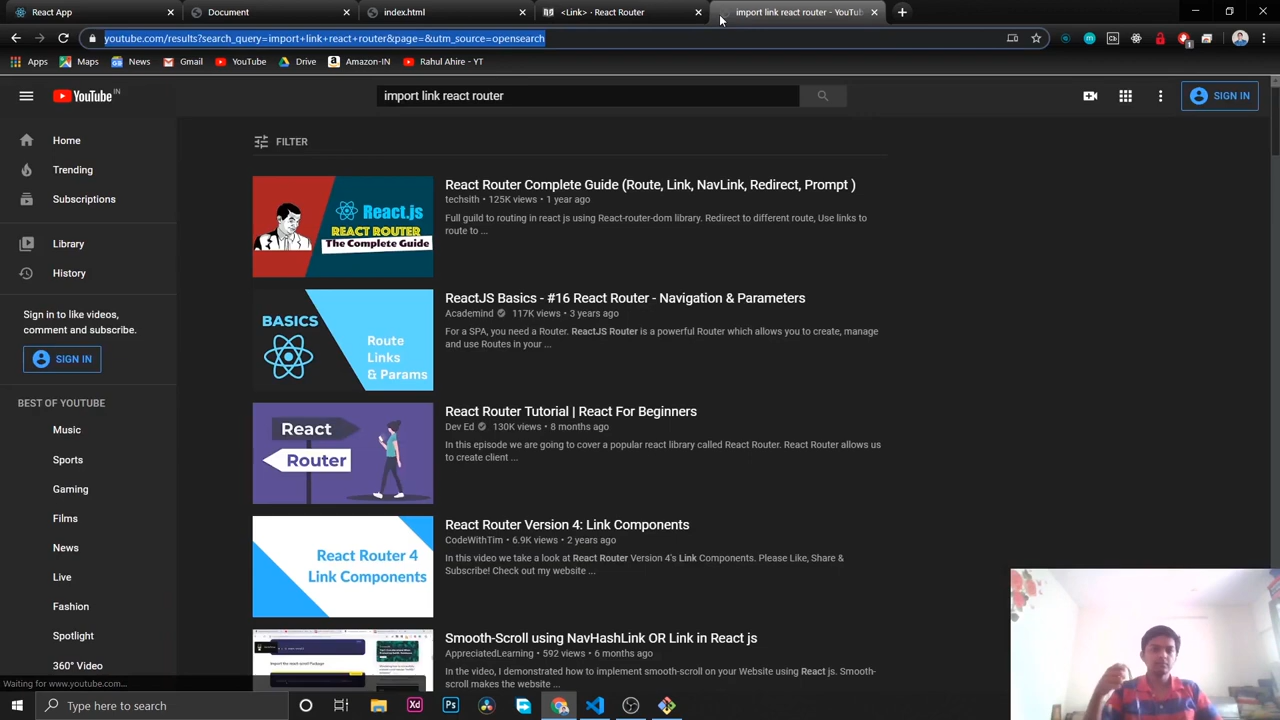 React App
Document
index.html
<Link> · React Router
import link react router - YouTub
youtube.com/results?search_query=import+link+react+router&page=&utm_source=opensearch
Apps
Maps
News
Gmail
YouTube
Drive
Amazon-IN
Rahul Ahire - YT
YouTube IN
import link react router
SIGN IN
Home
Trending
Subscriptions
Library
History
Sign in to like videos,
comment and subscribe.
SIGN IN
BEST OF YOUTUBE
Music
Sports
Gaming
Films
News
Live
Fashion
Spotlight
360° Video
FILTER
React.js
REACT ROUTER
The Complete Guide
React Router Complete Guide (Route, Link, NavLink, Redirect, Prompt )
techsith • 125K views • 1 year ago
Full guild to routing in react js using React-router-dom library. Redirect to different route, Use links to
route to ...
BASICS
Route
Links
& Params
ReactJS Basics - #16 React Router - Navigation & Parameters
Academind 117K views • 3 years ago
For a SPA, you need a Router. ReactJS Router is a powerful Router which allows you to create, manage
and use Routes in your ...
React
Router
React Router Tutorial | React For Beginners
Dev Ed 130K views • 8 months ago
In this episode we are going to cover a popular react library called React Router. React Router allows us
to create client ...
React Router 4
Link Components
React Router Version 4: Link Components
CodeWithTim • 6.9K views • 2 years ago
In this video we take a look at React Router Version 4's Link Components. Please Like, Share &
Subscribe! Check out my website ...
Import the react-scroll Package
Smooth-Scroll using NavHashLink OR Link in React js
AppreciatedLearning • 592 views • 6 months ago
In the video, I demonstrated how to implement smooth-scroll on your Website using React js. Smooth-
scroll makes the website ...
Waiting for www.youtube.com...
Type here to search
Xd
Ps